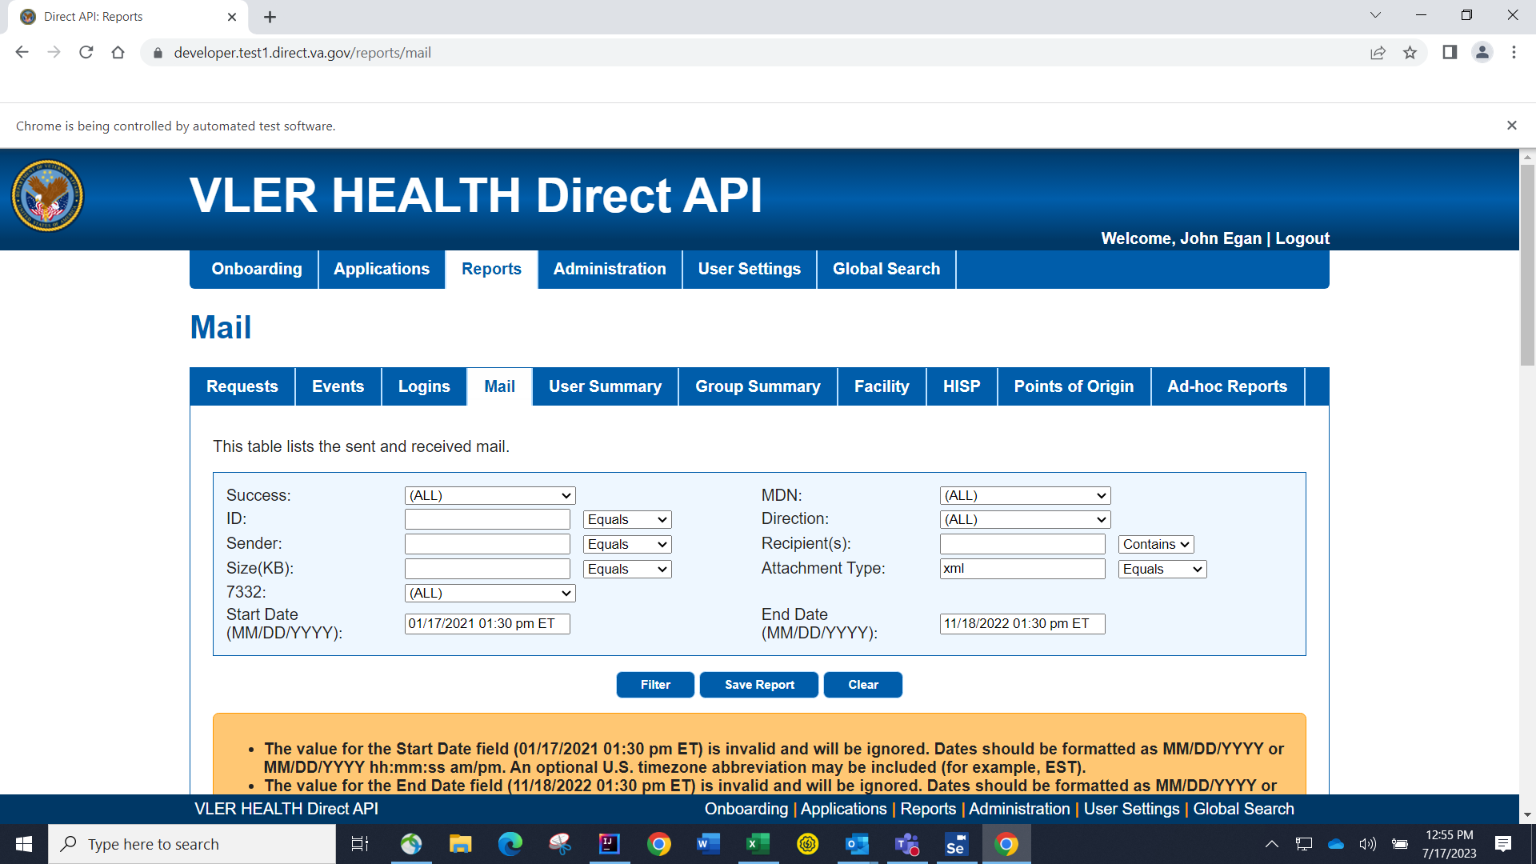 Direct API: Reports
developer.test1.direct.va.gov/reports/mail
Chrome is being controlled by automated test software.
VLER HEALTH Direct API
Welcome, John Egan | Logout
Onboarding Applications Reports Administration User Settings Global Search
Mail
Requests Events Logins Mail User Summary Group Summary Facility HISP Points of Origin Ad-hoc Reports
This table lists the sent and received mail.
Success: (ALL) MDN: (ALL)
ID: Equals Direction: (ALL)
Sender: Equals Recipient(s): Contains
Size(KB): Equals Attachment Type: xml Equals
7332: (ALL)
Start Date End Date
(MM/DD/YYYY): 01/17/2021 01:30 pm ET (MM/DD/YYYY): 11/18/2022 01:30 pm ET
Filter Save Report Clear
• The value for the Start Date field (01/17/2021 01:30 pm ET) is invalid and will be ignored. Dates should be formatted as MM/DD/YYYY or
MM/DD/YYYY hh:mm:ss am/pm. An optional U.S. timezone abbreviation may be included (for example, EST).
• The value for the End Date field (11/18/2022 01:30 pm ET) is invalid and will be ignored. Dates should be formatted as MM/DD/YYYY or
VLER HEALTH Direct API Onboarding | Applications | Reports | Administration | User Settings | Global Search
Type here to search
12:55 PM
7/17/2023